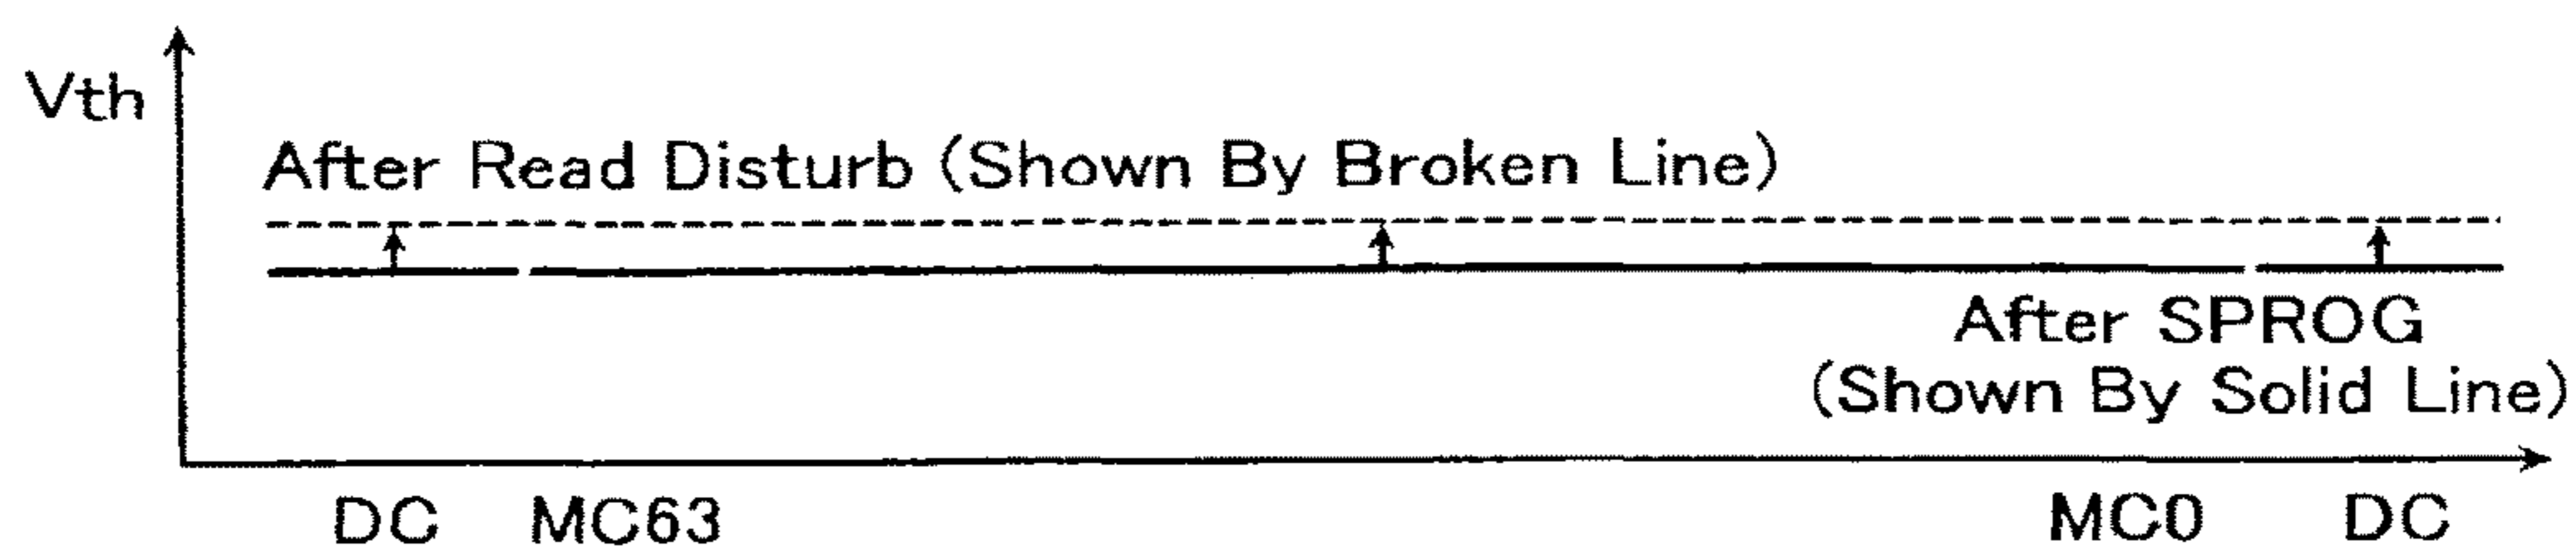 Vth
After Read Disturb (Shown By Broken Line)
After SPROG
(Shown By Solid Line)
DC MC63 MC0 DC